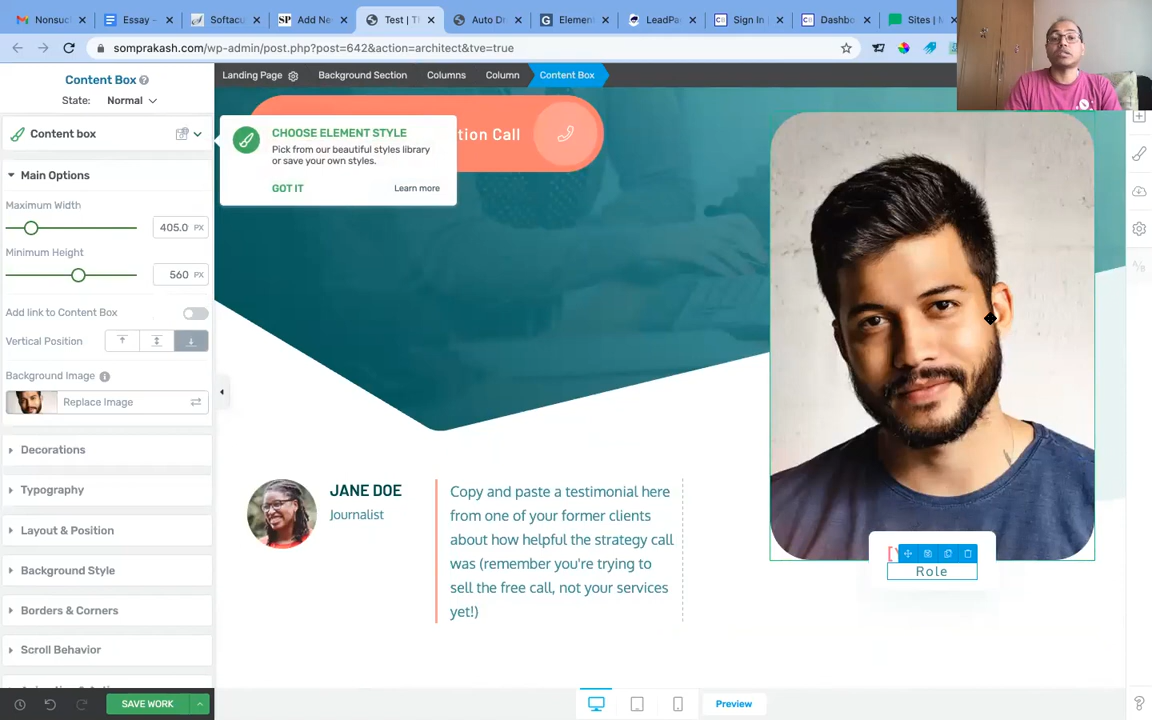 Nonsuc
Essay –
Softacu
Add Ne
Test | T
Auto Dr
Elemen
LeadPa
Sign In
Dashbo
Sites | M
somprakash.com/wp-admin/post.php?post=642&action=architect&tve=true
Content Box
State: Normal
Landing Page
Background Section
Columns
Column
Content Box
Content box
Main Options
Maximum Width
405.0 PX
Minimum Height
560 PX
Add link to Content Box
Vertical Position
Background Image
Replace Image
Decorations
Typography
Layout & Position
Background Style
Borders & Corners
Scroll Behavior
SAVE WORK
CHOOSE ELEMENT STYLE
Pick from our beautiful styles library
or save your own styles.
GOT IT
Learn more
tion Call
JANE DOE
Journalist
Copy and paste a testimonial here
from one of your former clients
about how helpful the strategy call
was (remember you're trying to
sell the free call, not your services
yet!)
Role
Preview